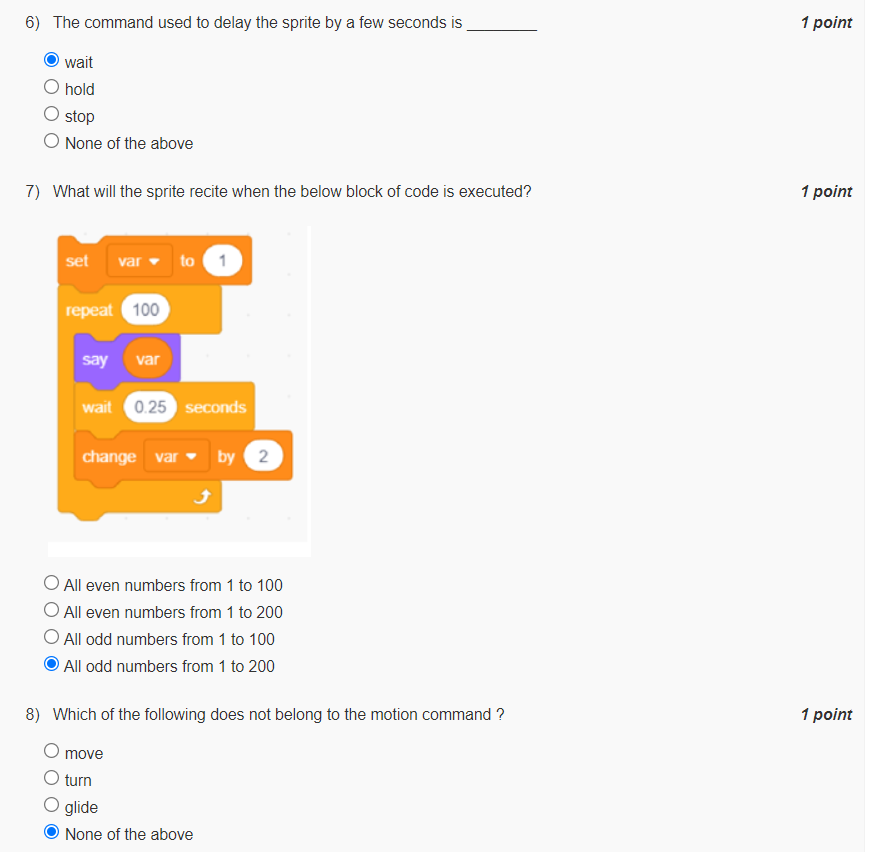 6) The command used to delay the sprite by a few seconds is ________ 1 point
wait
hold
stop
None of the above
7) What will the sprite recite when the below block of code is executed? 1 point
set var to 1
repeat 100
say var
wait 0.25 seconds
change var by 2
All even numbers from 1 to 100
All even numbers from 1 to 200
All odd numbers from 1 to 100
All odd numbers from 1 to 200
8) Which of the following does not belong to the motion command ? 1 point
move
turn
glide
None of the above